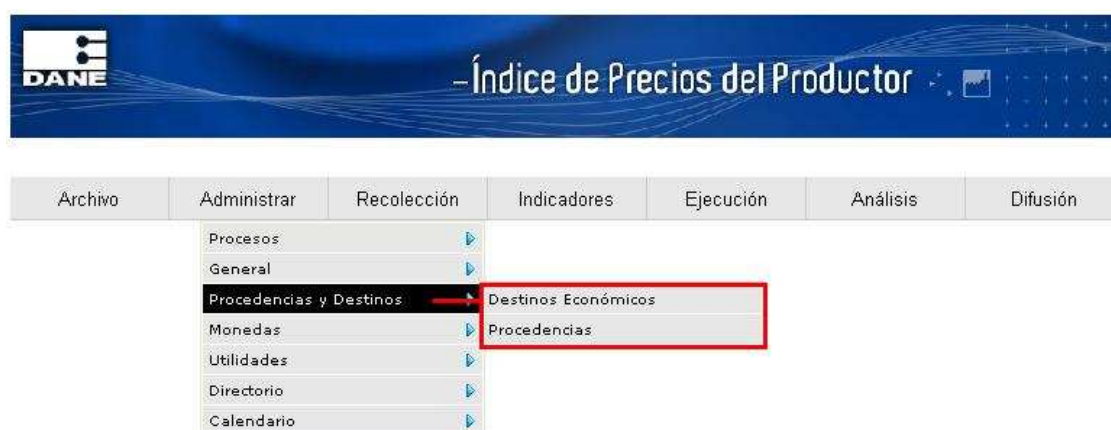 DANE
–Índice de Precios del Productor
Archivo Administrar Recolección Indicadores Ejecución Análisis Difusión
Procesos
General
Procedencias y Destinos Destinos Económicos
Monedas Procedencias
Utilidades
Directorio
Calendario